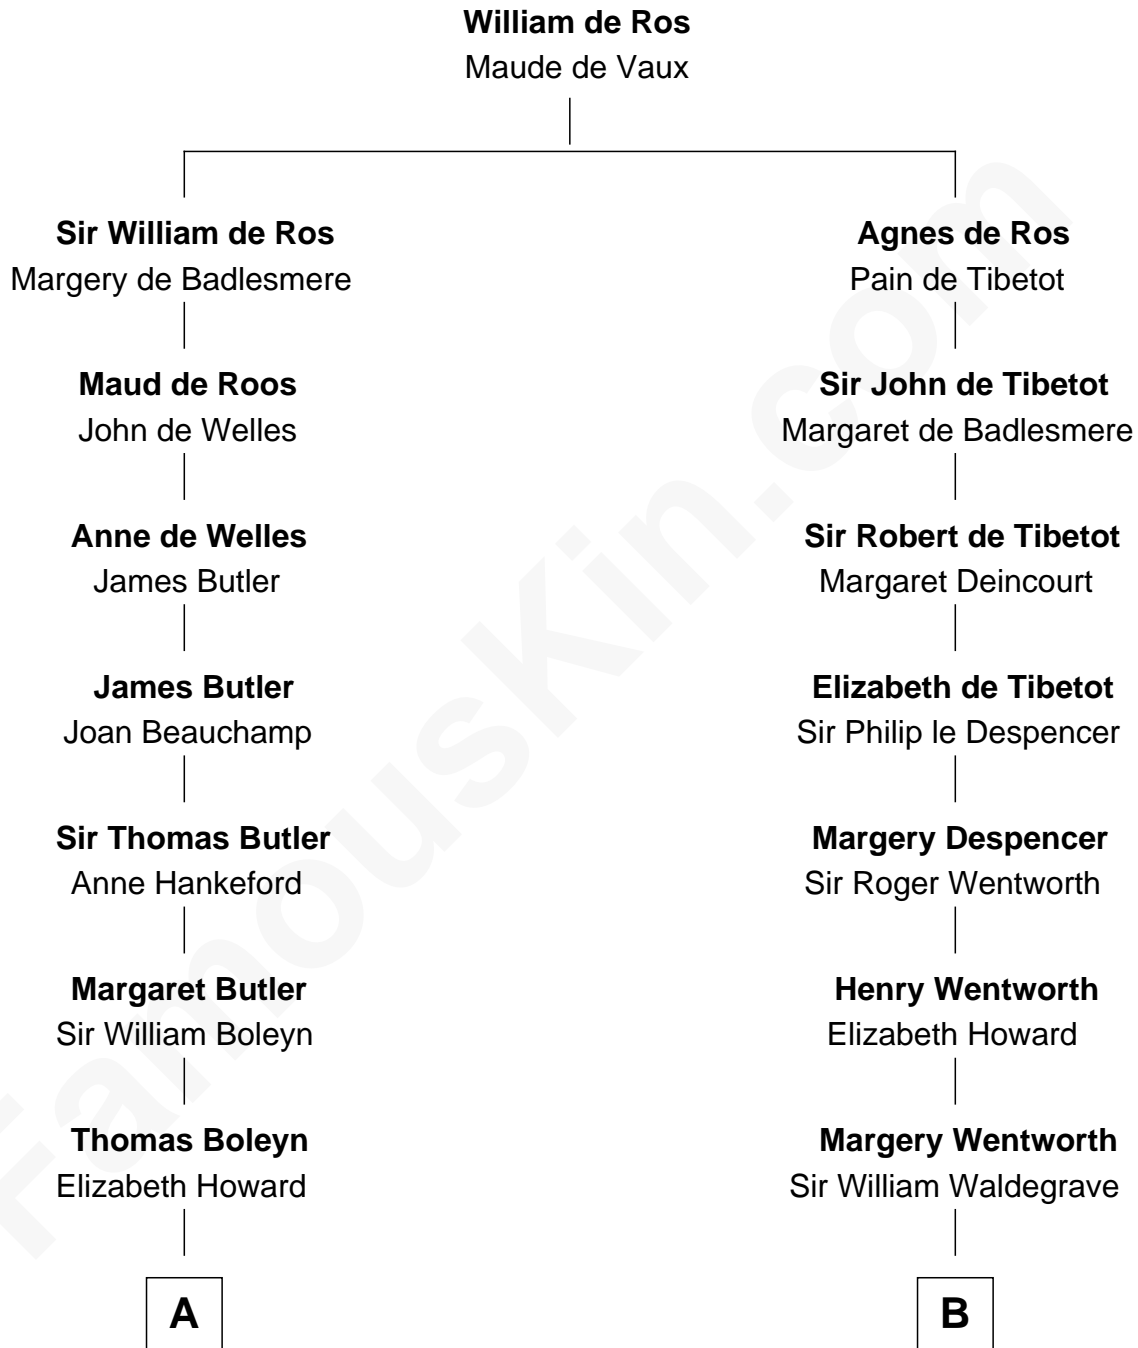 William de Ros
Maude de Vaux
Sir William de Ros
Margery de Badlesmere
Maud de Roos
John de Welles
Anne de Welles
James Butler
James Butler
Joan Beauchamp
Sir Thomas Butler
Anne Hankeford
Margaret Butler
Sir William Boleyn
Thomas Boleyn
Elizabeth Howard
A
Agnes de Ros
Pain de Tibetot
Sir John de Tibetot
Margaret de Badlesmere
Sir Robert de Tibetot
Margaret Deincourt
Elizabeth de Tibetot
Sir Philip le Despencer
Margery Despencer
Sir Roger Wentworth
Henry Wentworth
Elizabeth Howard
Margery Wentworth
Sir William Waldegrave
B
FamousKin.com